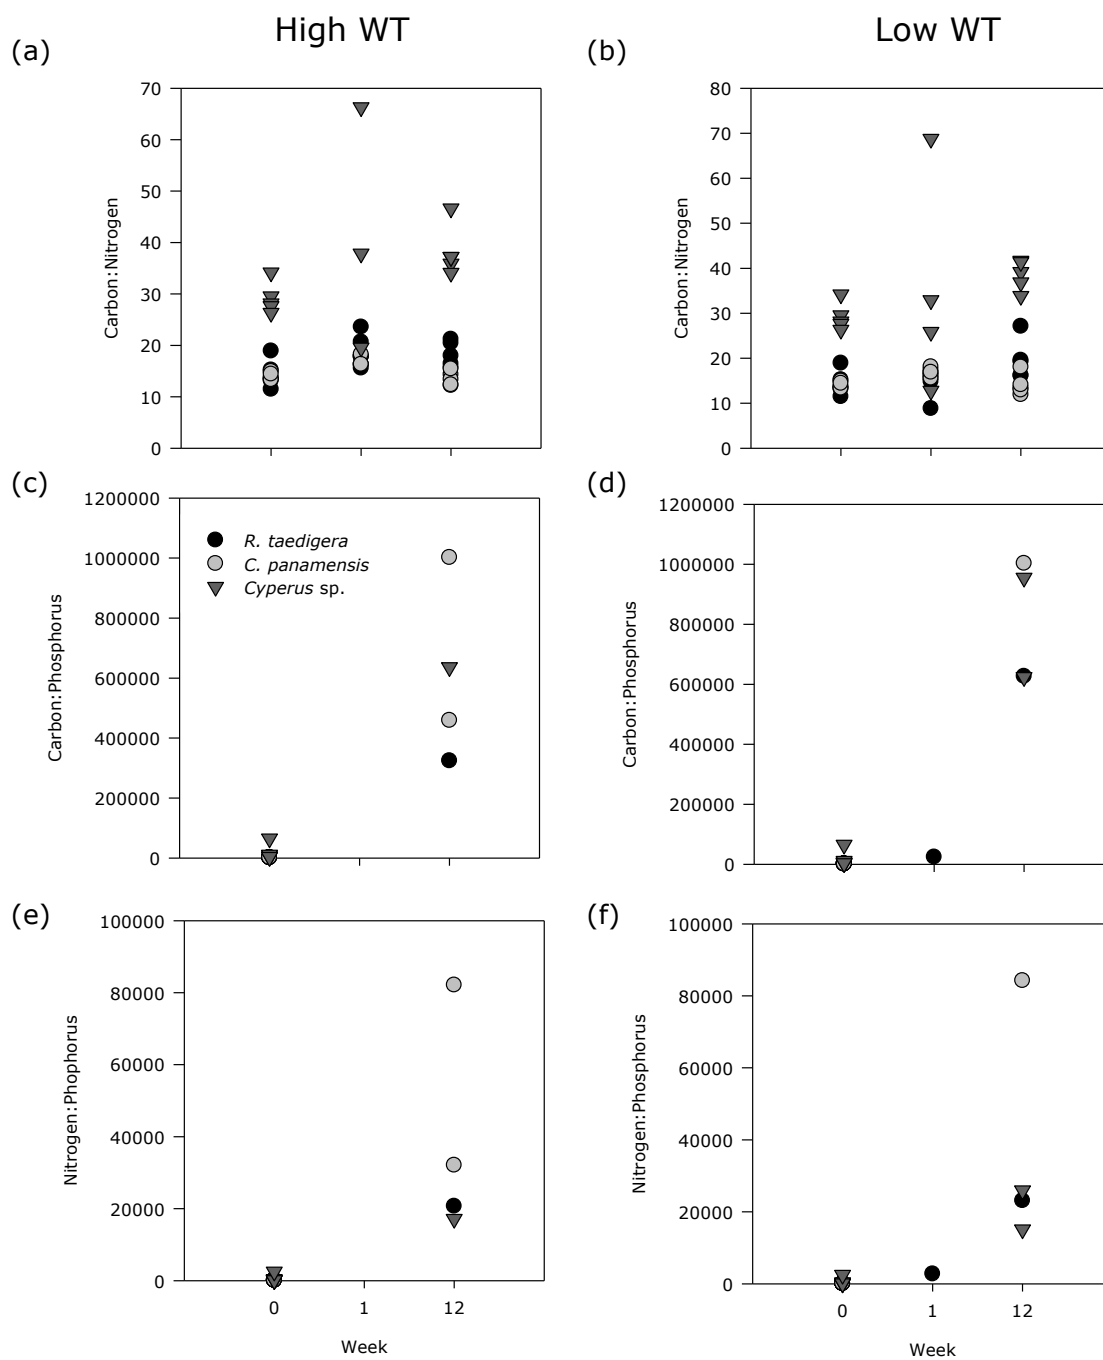 High WT
Low WT
(a)
(b)
70
60
50
40
30
20
10
0
Carbon:Nitrogen
80
70
60
50
40
30
20
10
0
Carbon:Nitrogen
(c)
(d)
1200000
1000000
800000
600000
400000
200000
0
Carbon:Phosphorus
R. taedigera
C. panamensis
Cyperus sp.
1200000
1000000
800000
600000
400000
200000
0
Carbon:Phosphorus
(e)
(f)
100000
80000
60000
40000
20000
0
Nitrogen:Phophorus
0 1 12
Week
100000
80000
60000
40000
20000
0
Nitrogen:Phosphorus
0 1 12
Week